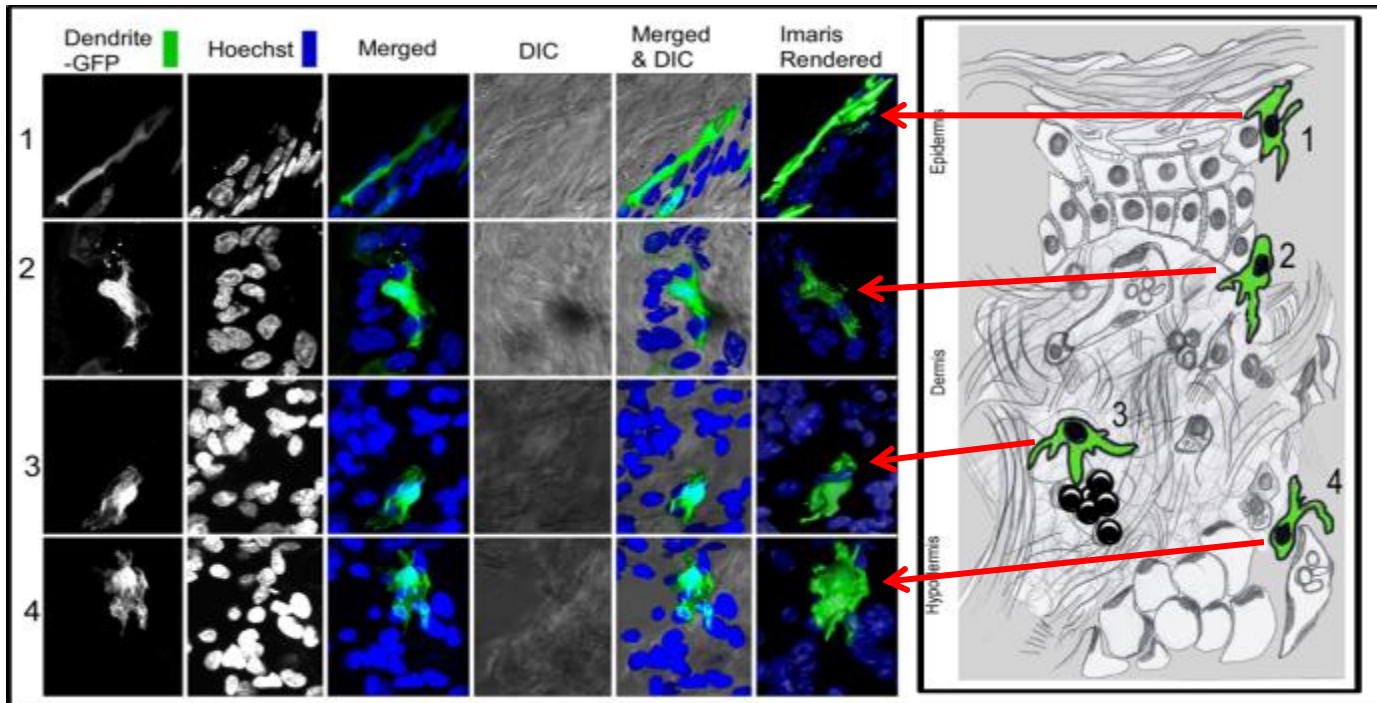 Dendrite
-GFP
Hoechst
Merged
DIC
Merged
& DIC
Imaris
Rendered
1
2
3
4
Epidermis
Dermis
Hypodermis
1
2
3
4